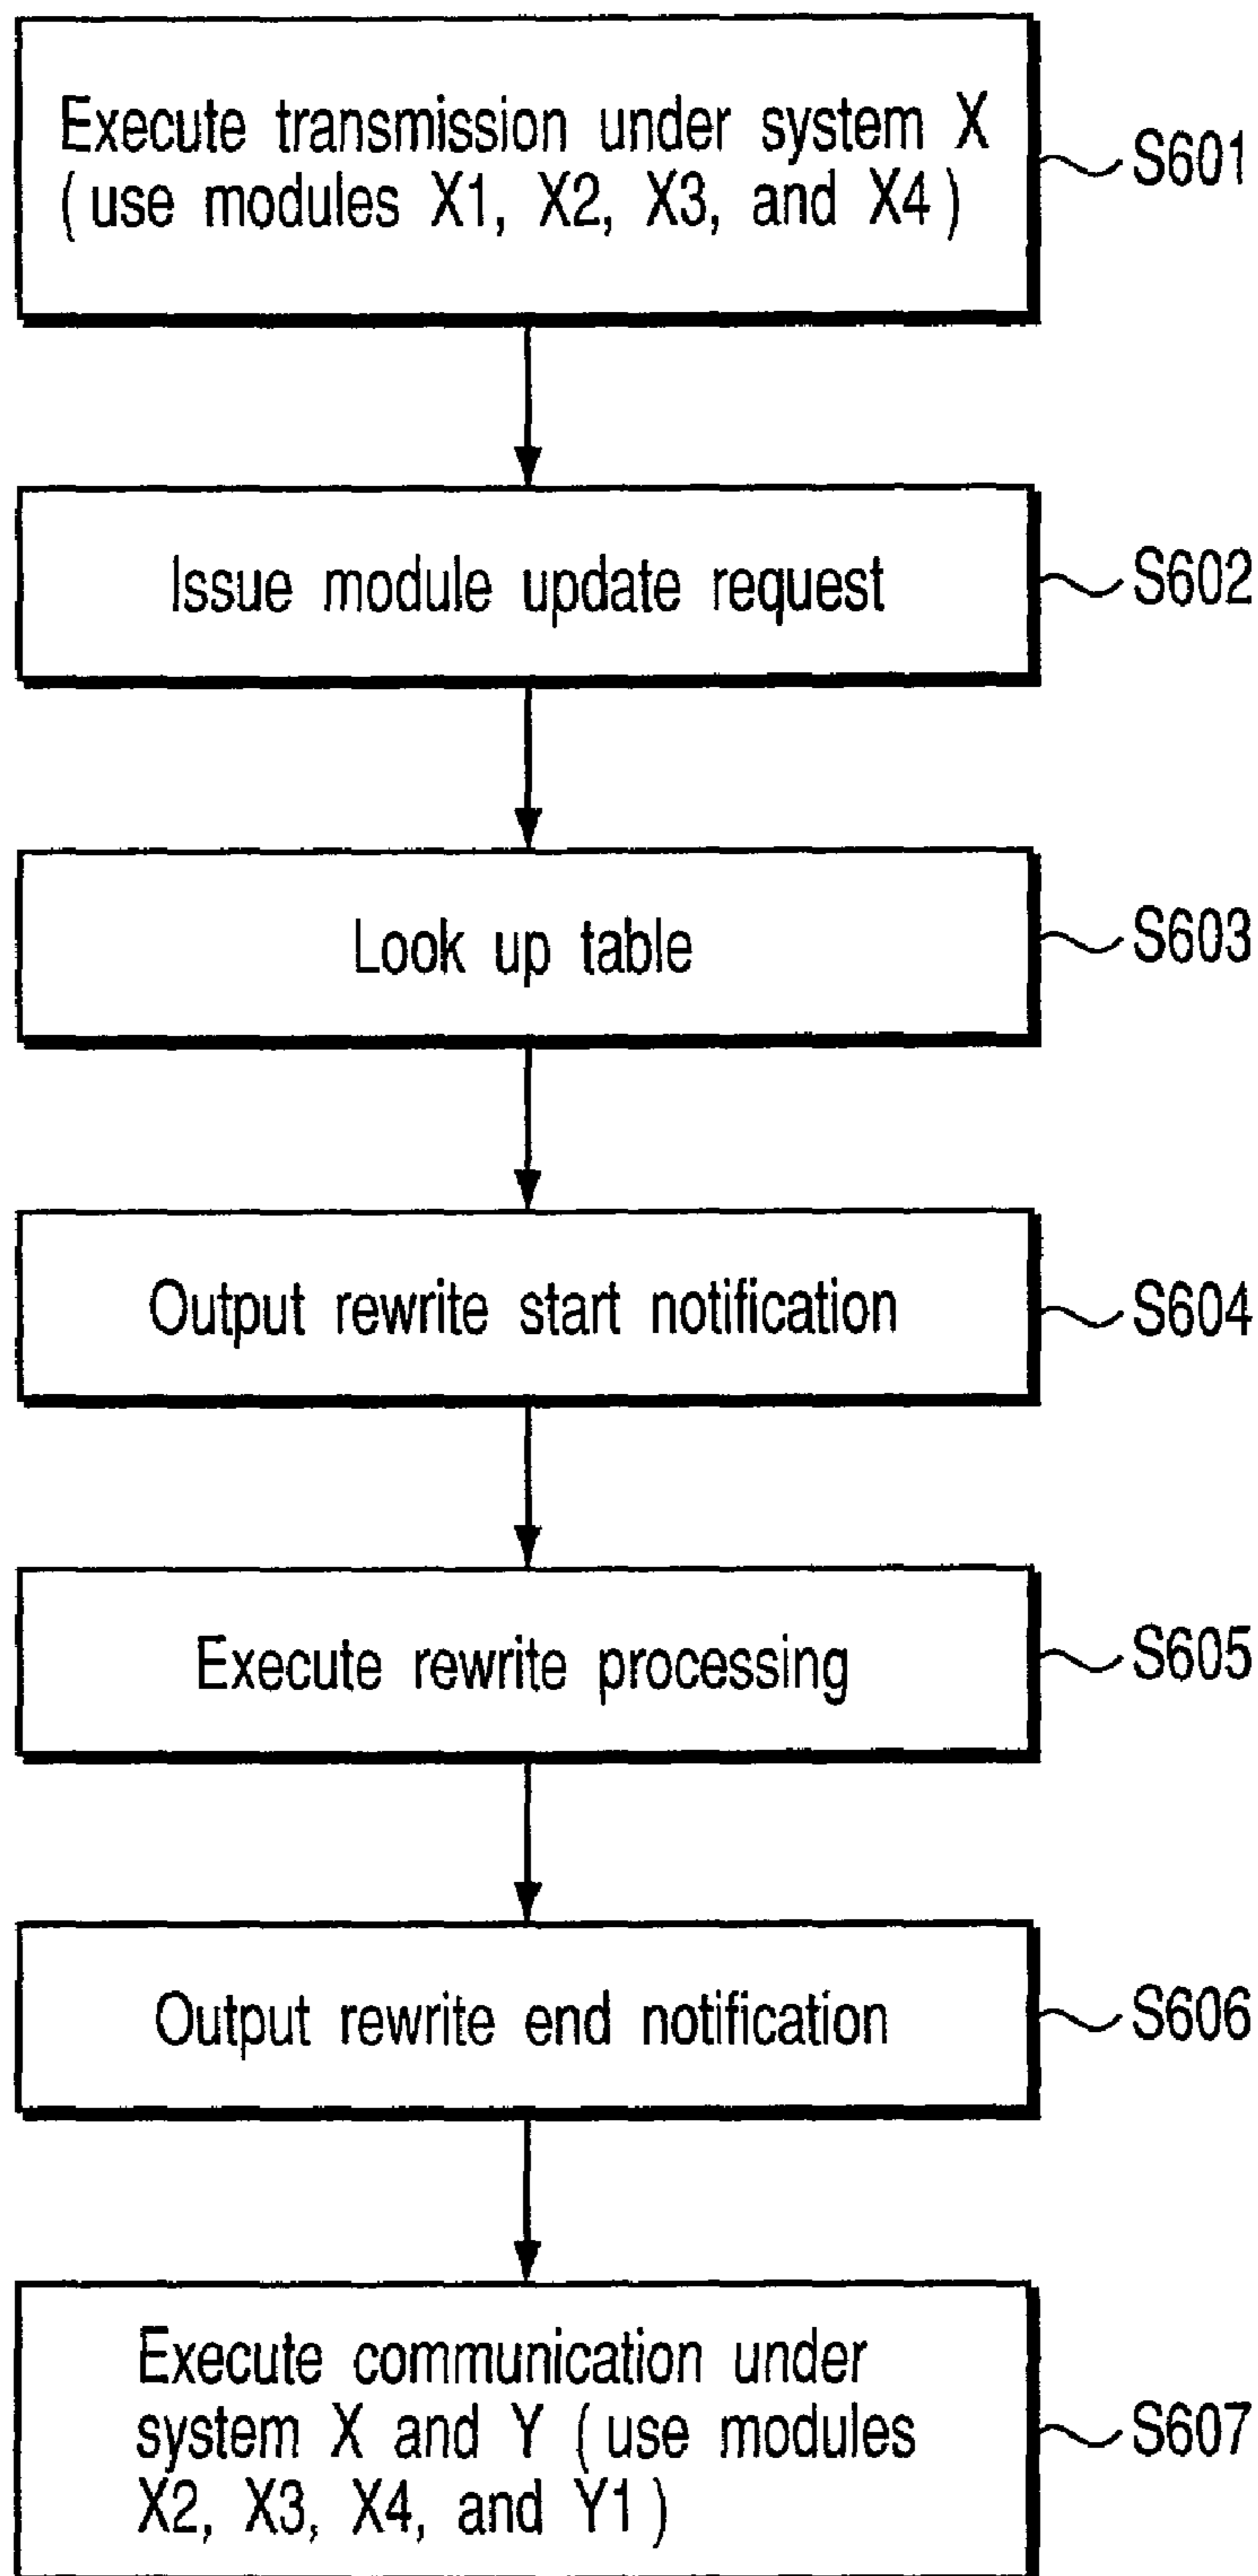 Execute transmission under system X
(use modules X1, X2, X3, and X4)
S601
Issue module update request
S602
Look up table
S603
Output rewrite start notification
S604
Execute rewrite processing
S605
Output rewrite end notification
S606
Execute communication under
system X and Y (use modules
X2, X3, X4, and Y1)
S607